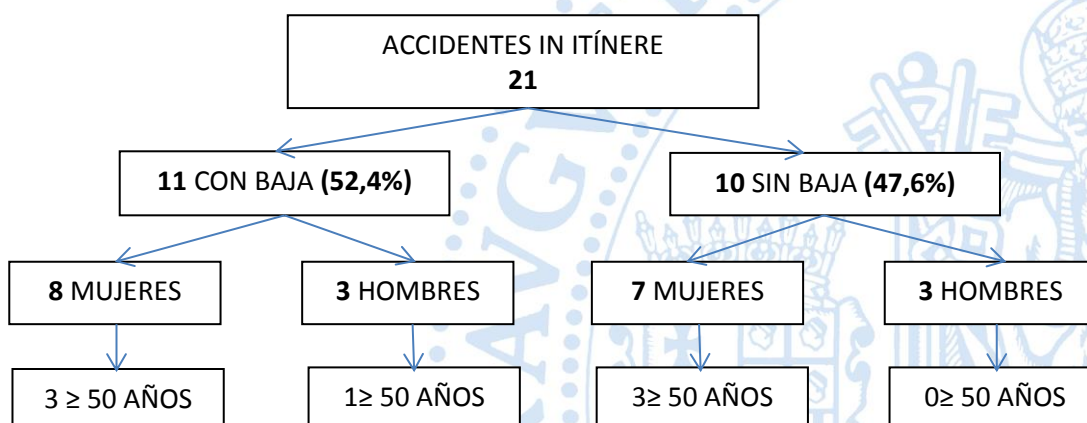 ACCIDENTES IN ITÍNERE
21
11 CON BAJA (52,4%)
10 SIN BAJA (47,6%)
8 MUJERES
3 HOMBRES
7 MUJERES
3 HOMBRES
3 ≥ 50 AÑOS
1≥ 50 AÑOS
3≥ 50 AÑOS
0≥ 50 AÑOS